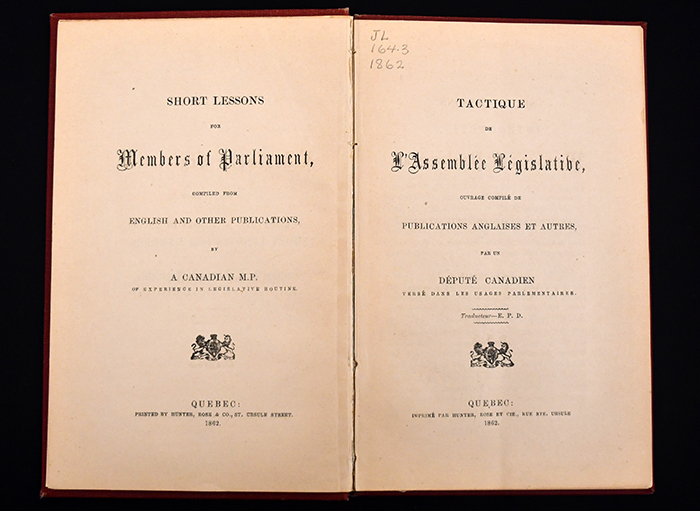 SHORT LESSONS
FOR
Members of Parliament,
COMPILED FROM
ENGLISH AND OTHER PUBLICATIONS,
BY
A CANADIAN M.P.
OF EXPERIENCE IN LEGISLATIVE ROUTINE.
QUEBEC:
PRINTED BY HUNTER, ROSE & CO., ST. URSULE STREET.
1862.
JL
164.3
1862
TACTIQUE
DE
L'Assemblée Législative,
OUVRAGE COMPILÉ DE
PUBLICATIONS ANGLAISES ET AUTRES,
PAR UN
DÉPUTÉ CANADIEN
VERSÉ DANS LES USAGES PARLEMENTAIRES.
Traducteur—E. P. D.
QUEBEC:
IMPRIMÉ PAR HUNTER, ROSE ET CIE., RUE STE. URSULE
1862.